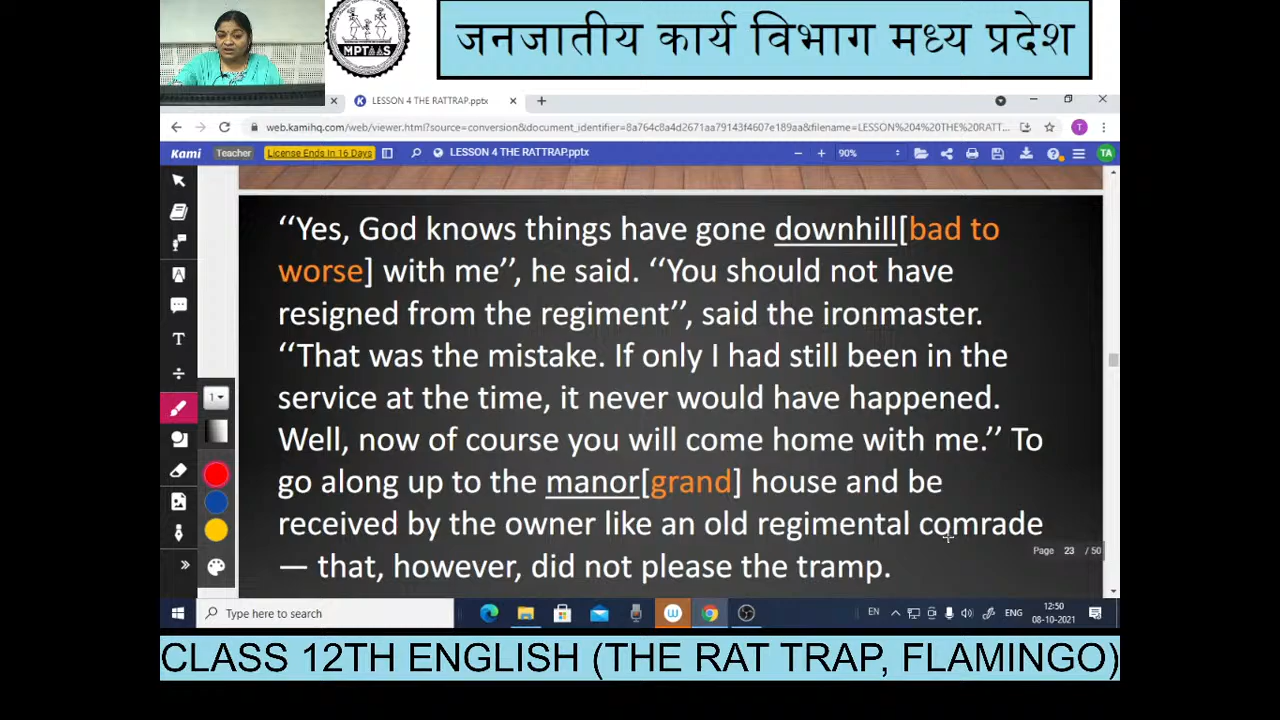 जनजातीय कार्य विभाग मध्य प्रदेश
MPTAAS
LESSON 4 THE RATTRAP.pptx
web.kamihq.com/web/viewer.html?source=conversion&document_identifier=8a764c8a4d2671aa79143f4607e189aa&filename=LESSON%204%20THE%20RATT...
T
Kami Teacher License Ends In 16 Days LESSON 4 THE RATTRAP.pptx 90% TA
‘‘Yes, God knows things have gone downhill[bad to
worse] with me’’, he said. ‘‘You should not have
resigned from the regiment’’, said the ironmaster.
‘‘That was the mistake. If only I had still been in the
service at the time, it never would have happened.
Well, now of course you will come home with me.’’ To
go along up to the manor[grand] house and be
received by the owner like an old regimental comrade
— that, however, did not please the tramp.
1
Page 23 / 50
Type here to search
EN
ENG
12:50
08-10-2021
CLASS 12TH ENGLISH (THE RAT TRAP, FLAMINGO)